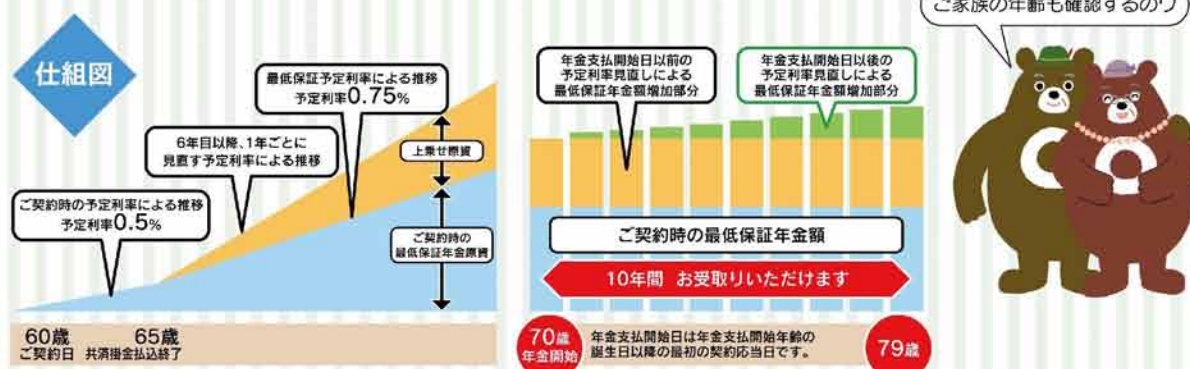 ご家族の年齢も確認するのワ
仕組図
最低保証予定利率による推移
予定利率0.75%
6年目以降、1年ごとに
見直す予定利率による推移
ご契約時の予定利率による推移
予定利率0.5%
上乗せ原資
ご契約時の
最低保証年金原資
60歳
ご契約日
65歳
共済掛金払込終了
年金支払開始日以前の
予定利率見直しによる
最低保証年金額増加部分
年金支払開始日以後の
予定利率見直しによる
最低保証年金額増加部分
ご契約時の最低保証年金額
10年間 お受取りいただけます
70歳
年金開始
年金支払開始日は年金支払開始年齢の
誕生日以降の最初の契約応当日です。
79歳